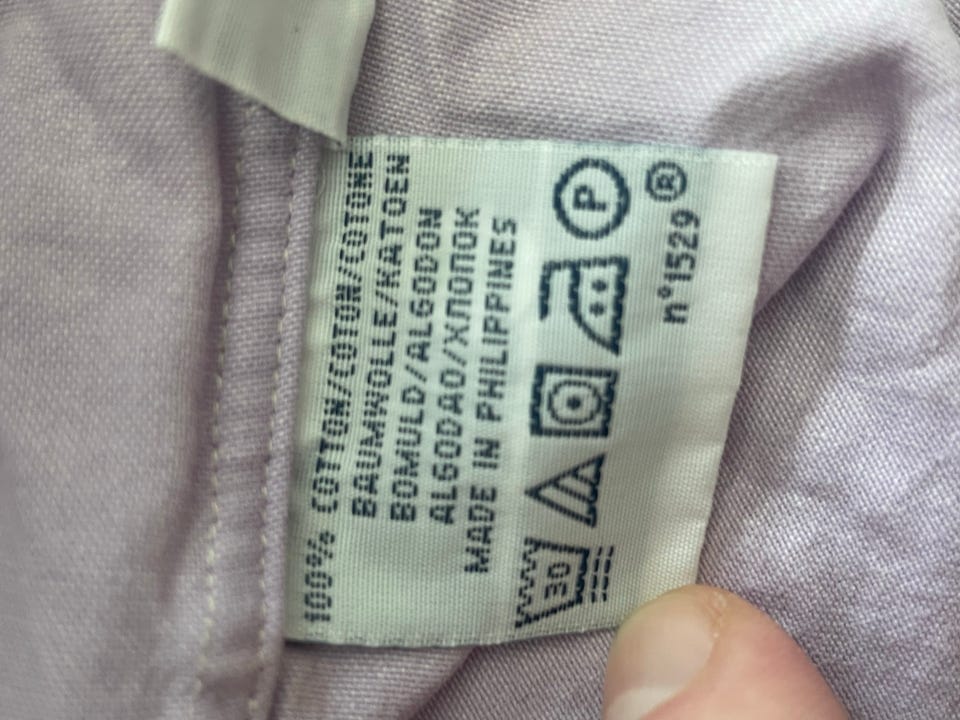 100% COTTON/COTON/COTONE
BAUMWOLLE/KATOEN
BOMULD/ALGODON
ALGODAO/ХЛОПОК
MADE IN PHILIPPINES
30 P
n°1529®